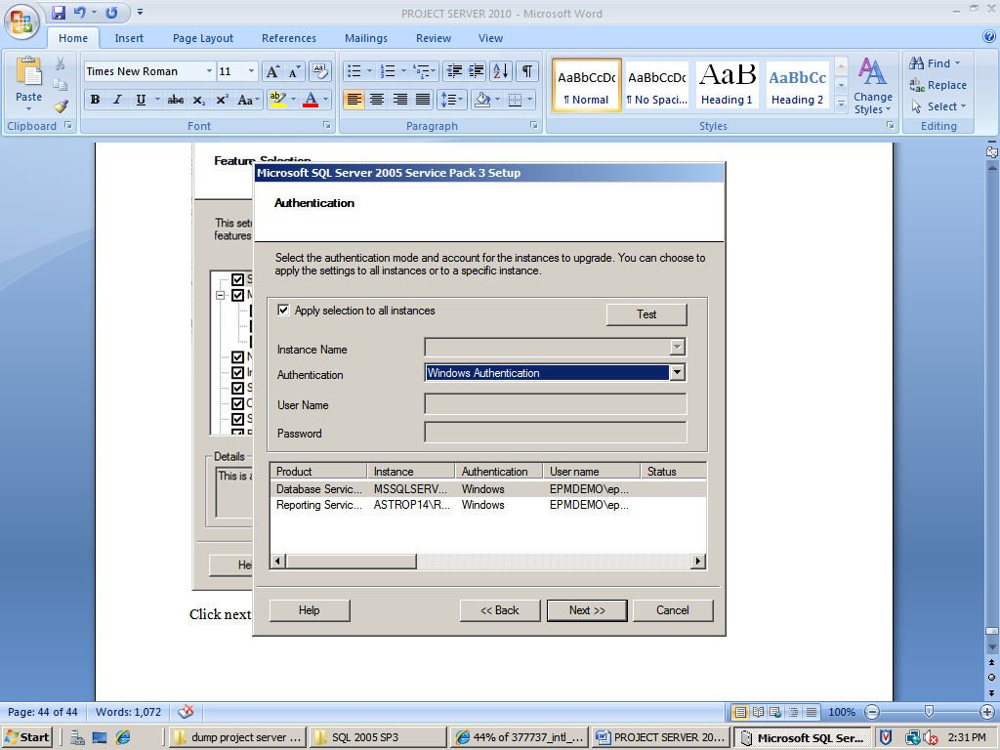 PROJECT SERVER 2010 - Microsoft Word
Home Insert Page Layout References Mailings Review View
Paste
Clipboard
Times New Roman 11
B I U abc x₂ x² Aa
Font
Paragraph
AaBbCcDc AaBbCcDc AaB AaBbCc
¶ Normal ¶ No Spaci... Heading 1 Heading 2
Change Styles
Styles
Find
Replace
Select
Editing
Feature Selection
Microsoft SQL Server 2005 Service Pack 3 Setup
Authentication
This setu
features
Select the authentication mode and account for the instances to upgrade. You can choose to
apply the settings to all instances or to a specific instance.
Apply selection to all instances Test
Instance Name
Authentication Windows Authentication
User Name
Password
Details
This is a
Product Instance Authentication User name Status
Database Servic... MSSQLSERV... Windows EPMDEMO\ep...
Reporting Servic... ASTROP14\R... Windows EPMDEMO\ep...
Hel
Help << Back Next >> Cancel
Click next
Page: 44 of 44 Words: 1,072 100%
Start dump project server ... SQL 2005 SP3 44% of 377737_intl_... PROJECT SERVER 20... Microsoft SQL Ser... 2:31 PM